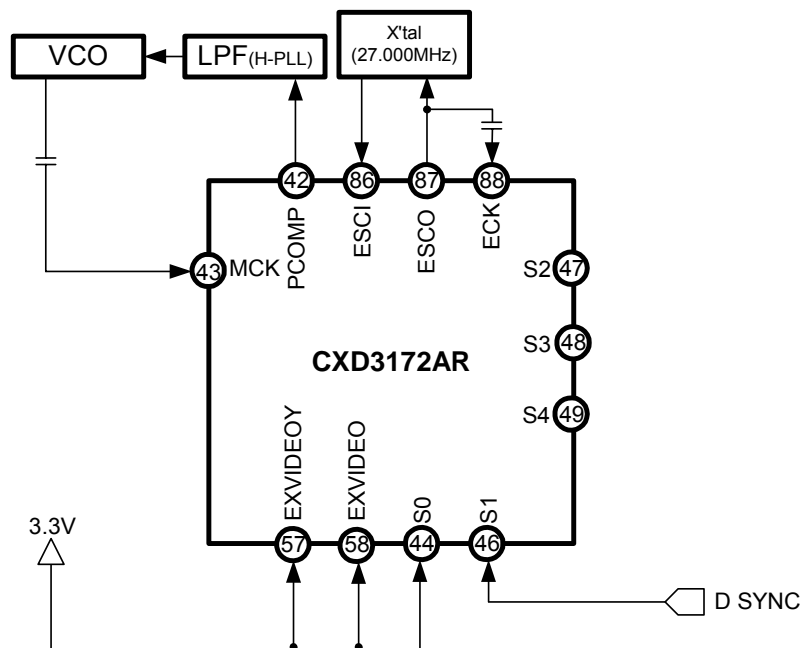 X'tal
(27.000MHz)
VCO
LPF(H-PLL)
42
86
87
88
PCOMP
ESCI
ESCO
ECK
43
MCK
S2
47
S3
48
CXD3172AR
S4
49
EXVIDEOY
EXVIDEO
S0
S1
3.3V
57
58
44
46
D SYNC